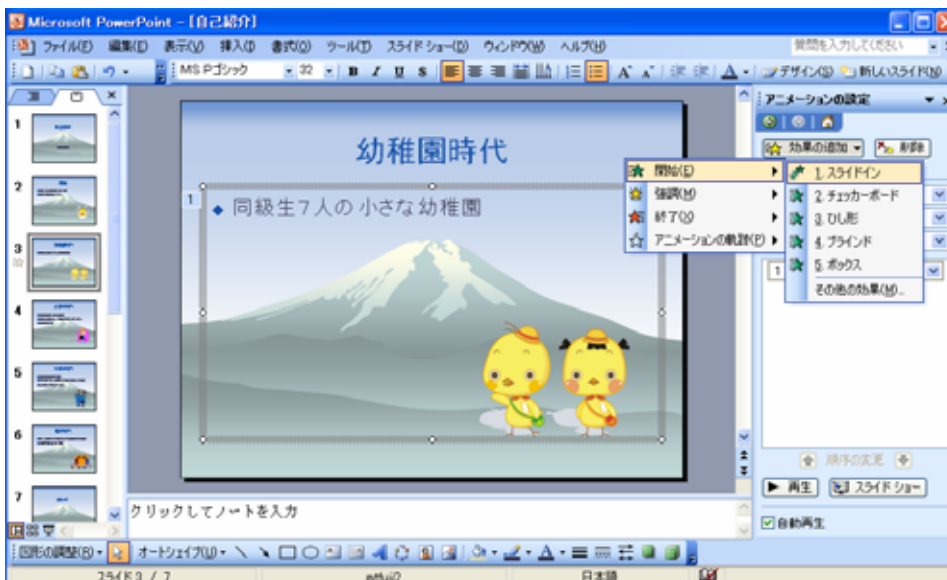 Microsoft PowerPoint - [自己紹介]
ファイル(F) 編集(E) 表示(V) 挿入(I) 書式(O) ツール(T) スライド ショー(D) ウィンドウ(W) ヘルプ(H) 質問を入力してください
MS Pゴシック 32 B I U S A A A デザイン(S) 新しいスライド(N)
アニメーションの設定
効果の追加 削除
開始(E) 1. スライドイン
強調(M) 2. チェッカーボード
終了(X) 3. ひし形
アニメーションの軌跡(P) 4. ブラインド
5. ボックス
その他の効果(M)...
1
2
3
4
5
6
7
幼稚園時代
1
同級生7人の小さな幼稚園
1
順序の変更
再生 スライド ショー
自動再生
クリックしてノートを入力
図形の調整(R) オートシェイプ(U)
スライド 3 / 7 日本語